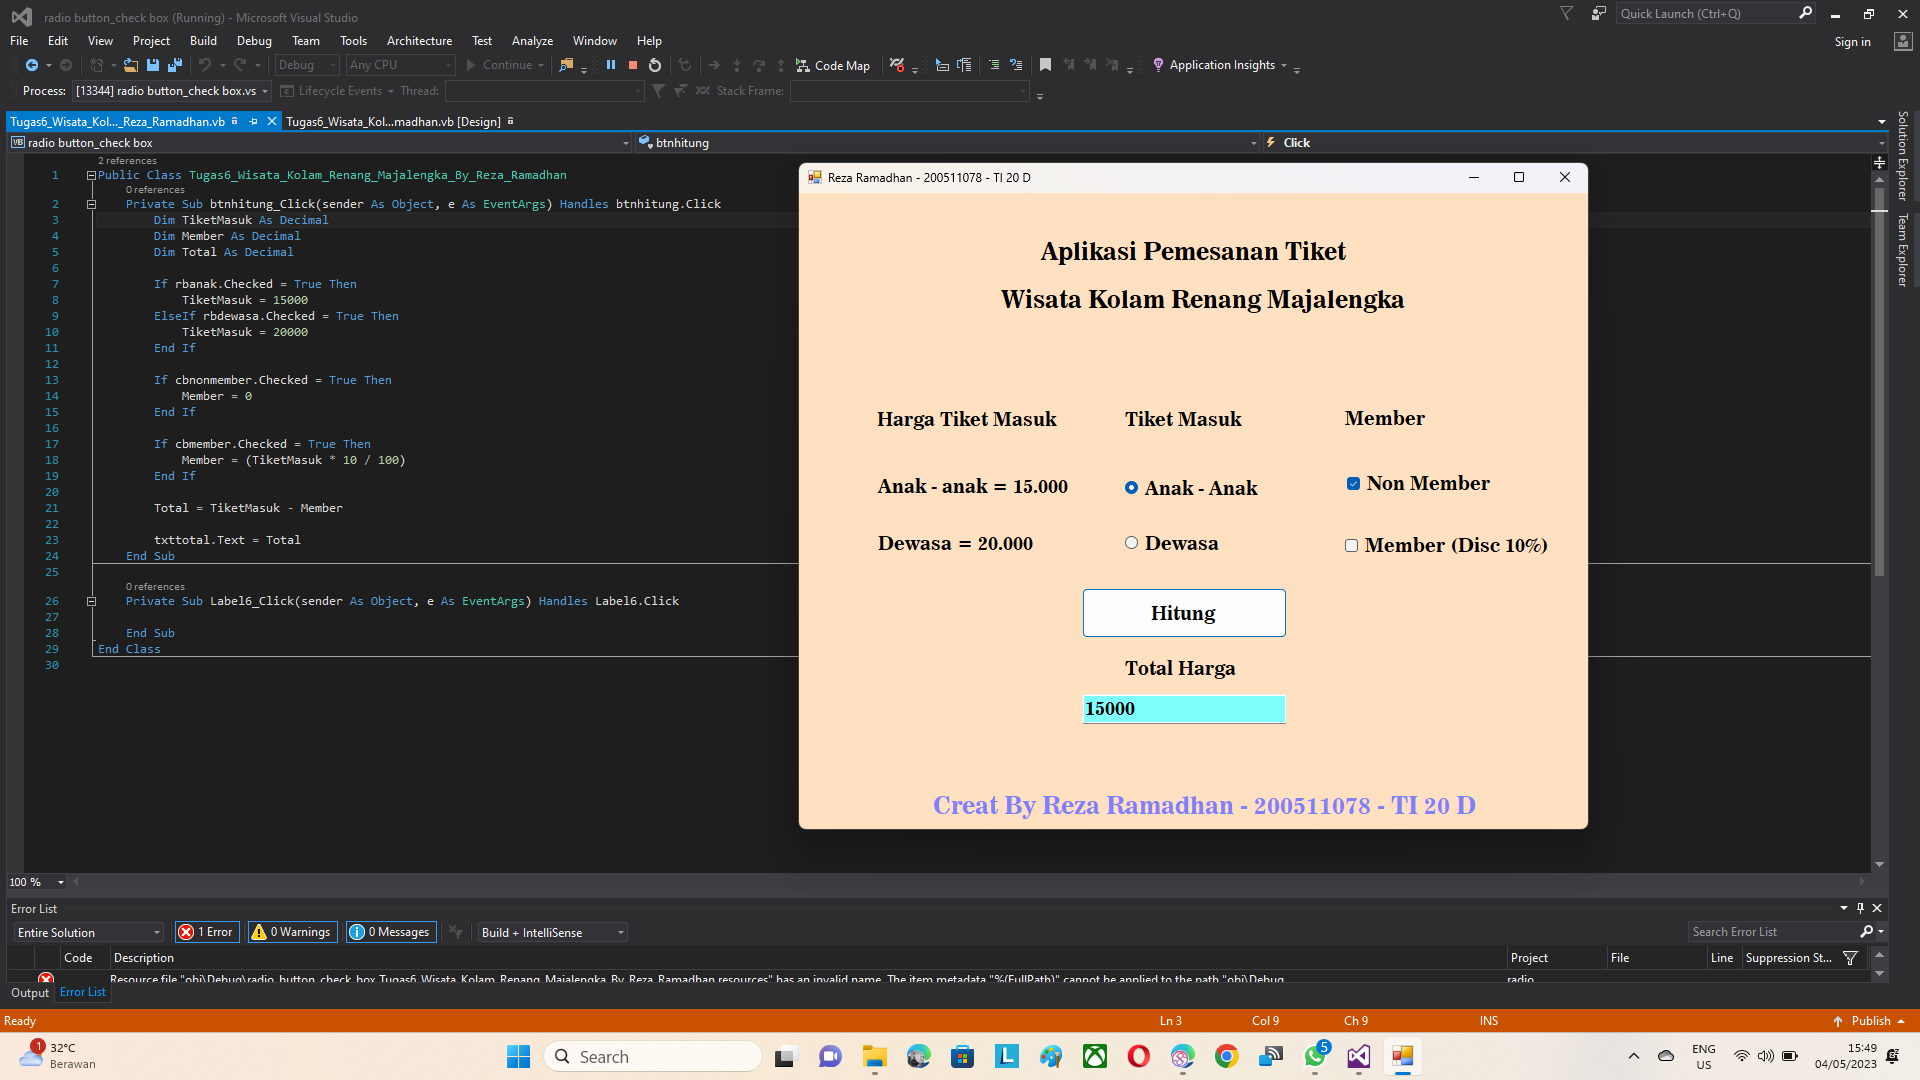 radio button_check box (Running) - Microsoft Visual Studio
Quick Launch (Ctrl+Q)
File Edit View Project Build Debug Team Tools Architecture Test Analyze Window Help
Sign in
Debug Any CPU Continue Code Map Application Insights
Process: [13344] radio button_check box.vs Lifecycle Events Thread: Stack Frame:
Tugas6_Wisata_Kol..._Reza_Ramadhan.vb Tugas6_Wisata_Kol...madhan.vb [Design]
radio button_check box btnhitung Click
2 references
1 Public Class Tugas6_Wisata_Kolam_Renang_Majalengka_By_Reza_Ramadhan
0 references
2 Private Sub btnhitung_Click(sender As Object, e As EventArgs) Handles btnhitung.Click
3 Dim TiketMasuk As Decimal
4 Dim Member As Decimal
5 Dim Total As Decimal
6
7 If rbanak.Checked = True Then
8 TiketMasuk = 15000
9 ElseIf rbdewasa.Checked = True Then
10 TiketMasuk = 20000
11 End If
12
13 If cbnonmember.Checked = True Then
14 Member = 0
15 End If
16
17 If cbmember.Checked = True Then
18 Member = (TiketMasuk * 10 / 100)
19 End If
20
21 Total = TiketMasuk - Member
22
23 txttotal.Text = Total
24 End Sub
25
0 references
26 Private Sub Label6_Click(sender As Object, e As EventArgs) Handles Label6.Click
27
28 End Sub
29 End Class
30
Reza Ramadhan - 200511078 - TI 20 D
Aplikasi Pemesanan Tiket
Wisata Kolam Renang Majalengka
Harga Tiket Masuk Tiket Masuk Member
Anak - anak = 15.000 Anak - Anak Non Member
Dewasa = 20.000 Dewasa Member (Disc 10%)
Hitung
Total Harga
15000
Creat By Reza Ramadhan - 200511078 - TI 20 D
Solution Explorer
Team Explorer
100 %
Error List
Entire Solution 1 Error 0 Warnings 0 Messages Build + IntelliSense Search Error List
Code Description Project File Line Suppression St...
Resource file "obj\Debug\radio_button_check_box.Tugas6_Wisata_Kolam_Renang_Majalengka_By_Reza_Ramadhan.resources" has an invalid name. The item metadata "%(FullPath)" cannot be applied to the path "obj\Debug radio
Output Error List
Ready Ln 3 Col 9 Ch 9 INS Publish
1 32°C
Berawan
Search
5
ENG
US
15:49
04/05/2023